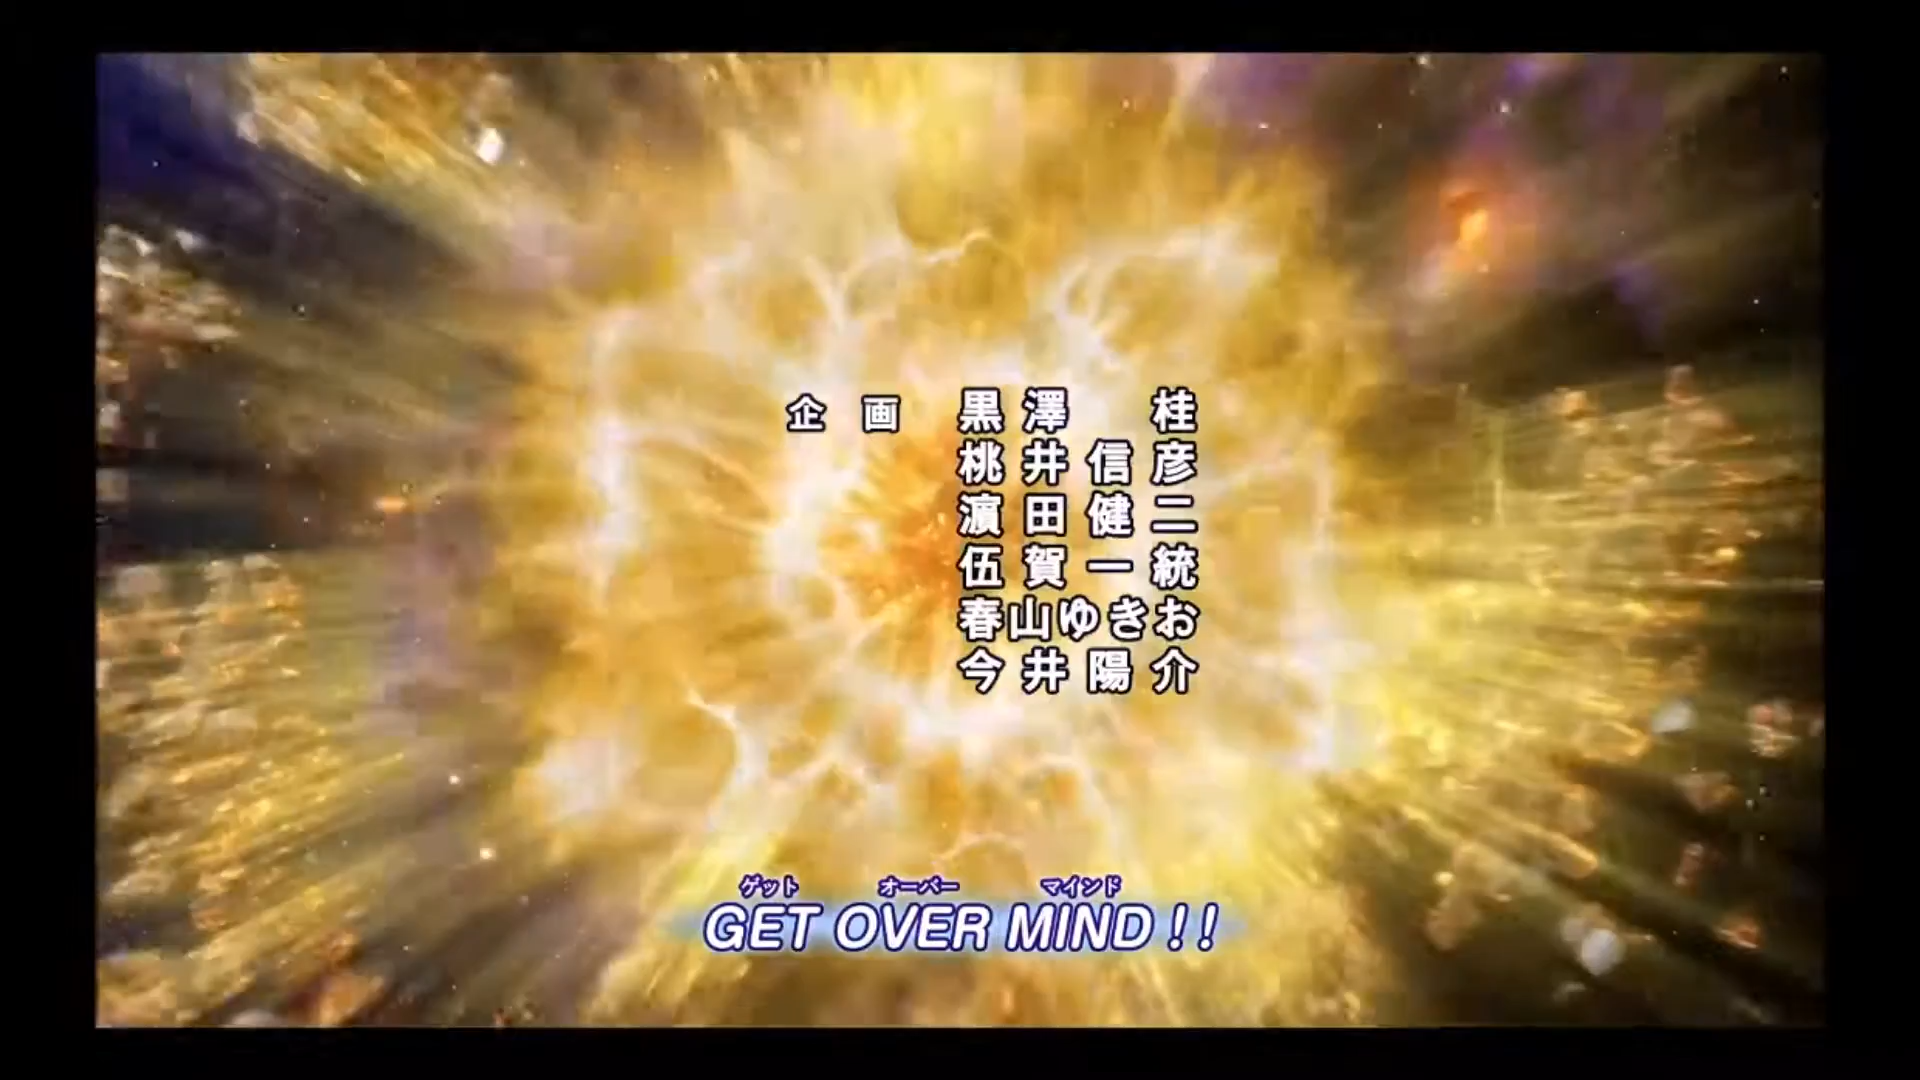 企画 黒澤 桂
桃井信彦
濵田健二
伍賀一統
春山ゆきお
今井陽介
ゲット オーバー マインド
GET OVER MIND!!